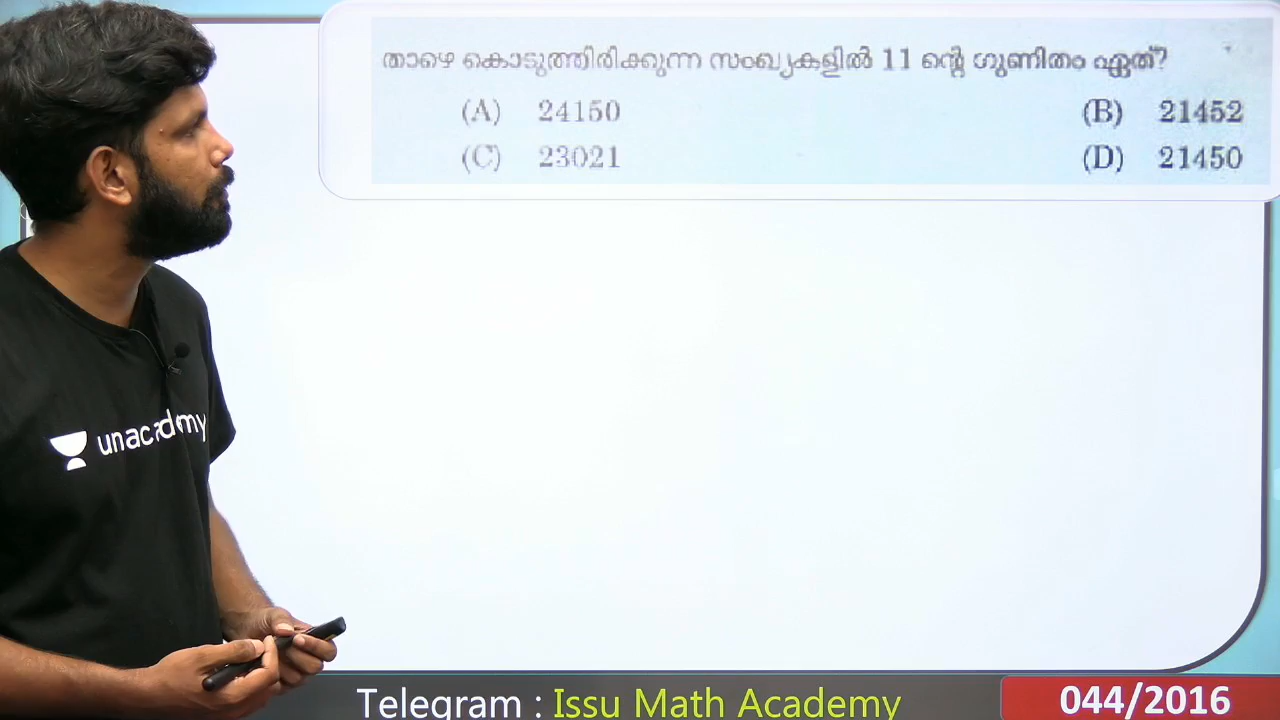 താഴെ കൊടുത്തിരിക്കുന്ന സംഖ്യകളിൽ 11 ന്റെ ഗുണിതം ഏത്?
(A) 24150 (B) 21452
(C) 23021 (D) 21450
unacademy
Telegram : Issu Math Academy
044/2016